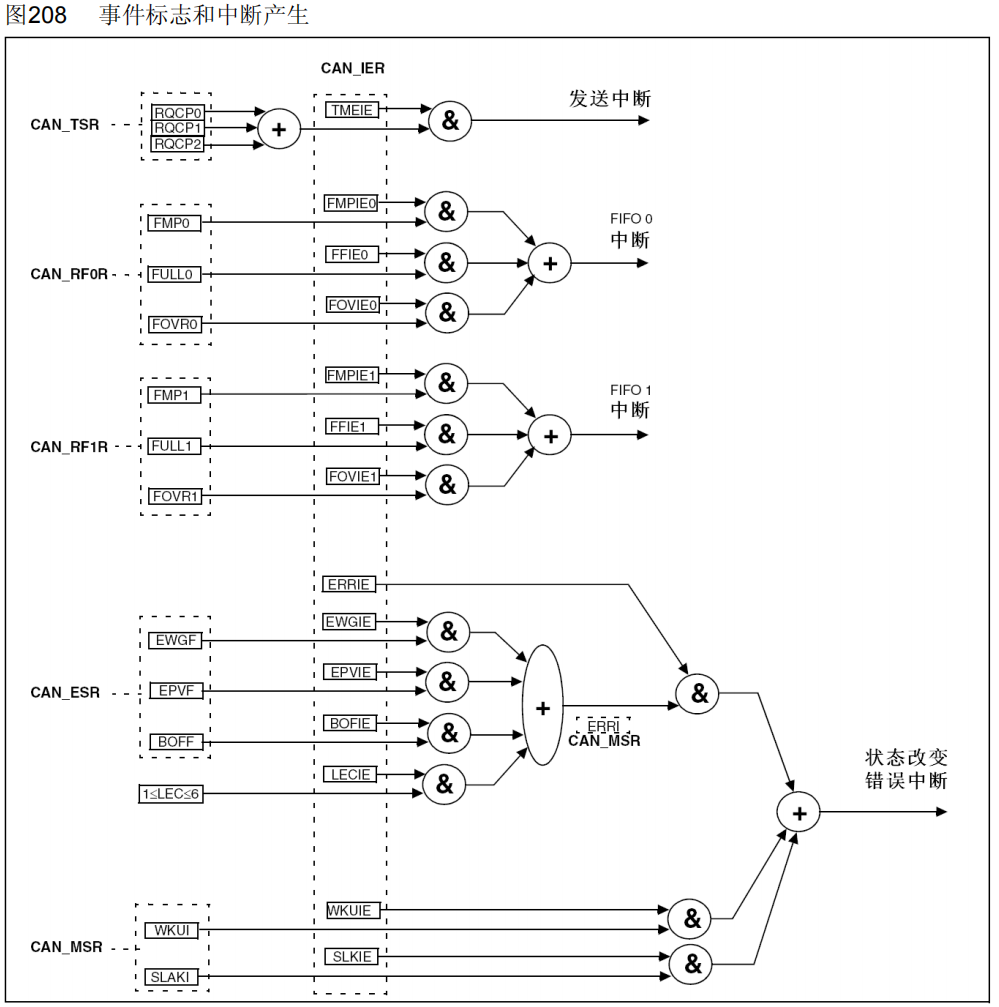 图208 事件标志和中断产生
CAN_IER
CAN_TSR
RQCP0
RQCP1
RQCP2
+
TMEIE
&
发送中断
CAN_RF0R
FMP0
FULL0
FOVR0
FMPIE0
FFIE0
FOVIE0
&
&
&
+
FIFO 0
中断
CAN_RF1R
FMP1
FULL1
FOVR1
FMPIE1
FFIE1
FOVIE1
&
&
&
+
FIFO 1
中断
ERRIE
CAN_ESR
EWGF
EPVF
BOFF
1≤LEC≤6
EWGIE
EPVIE
BOFIE
LECIE
&
&
&
&
+
ERRI
CAN_MSR
&
状态改变
错误中断
+
CAN_MSR
WKUI
SLAKI
WKUIE
SLKIE
&
&